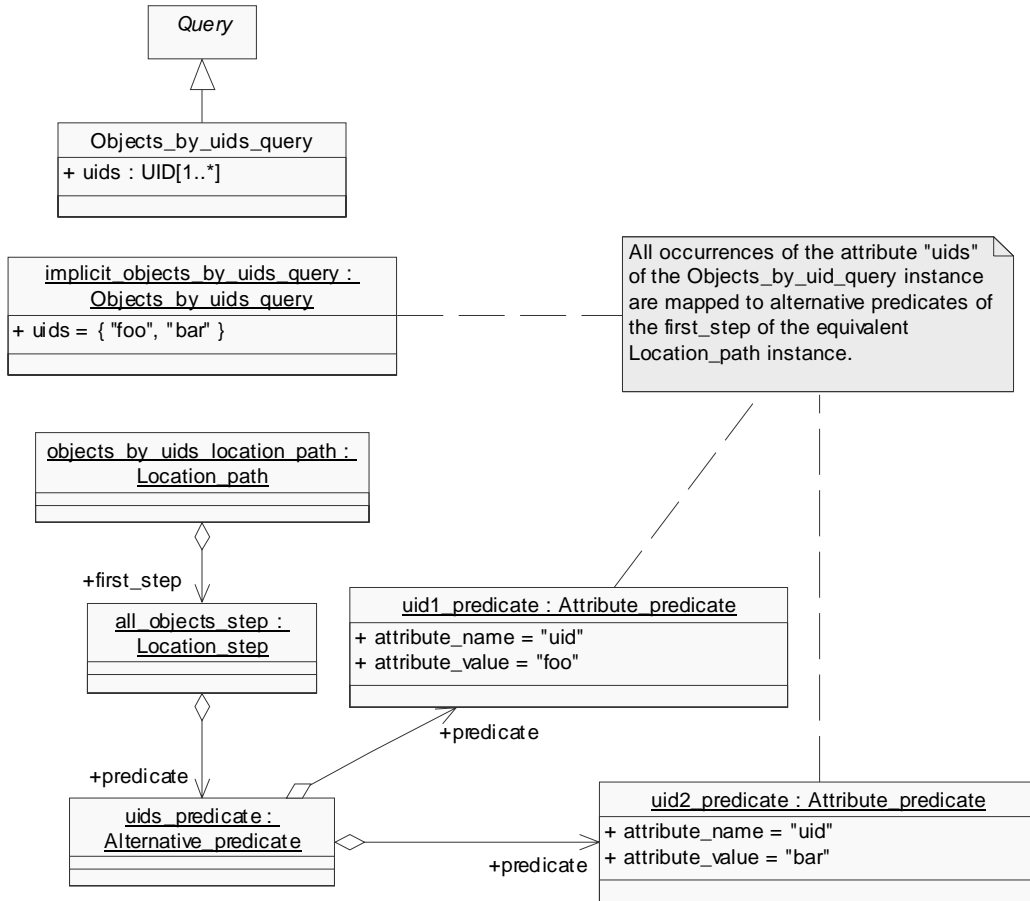 Query
Objects_by_uids_query
+ uids : UID[1..*]
implicit_objects_by_uids_query :
Objects_by_uids_query
+ uids = { "foo", "bar" }
All occurrences of the attribute "uids"
of the Objects_by_uid_query instance
are mapped to alternative predicates of
the first_step of the equivalent
Location_path instance.
objects_by_uids_location_path :
Location_path
+first_step
all_objects_step :
Location_step
uid1_predicate : Attribute_predicate
+ attribute_name = "uid"
+ attribute_value = "foo"
+predicate
+predicate
uids_predicate :
Alternative_predicate
+predicate
uid2_predicate : Attribute_predicate
+ attribute_name = "uid"
+ attribute_value = "bar"